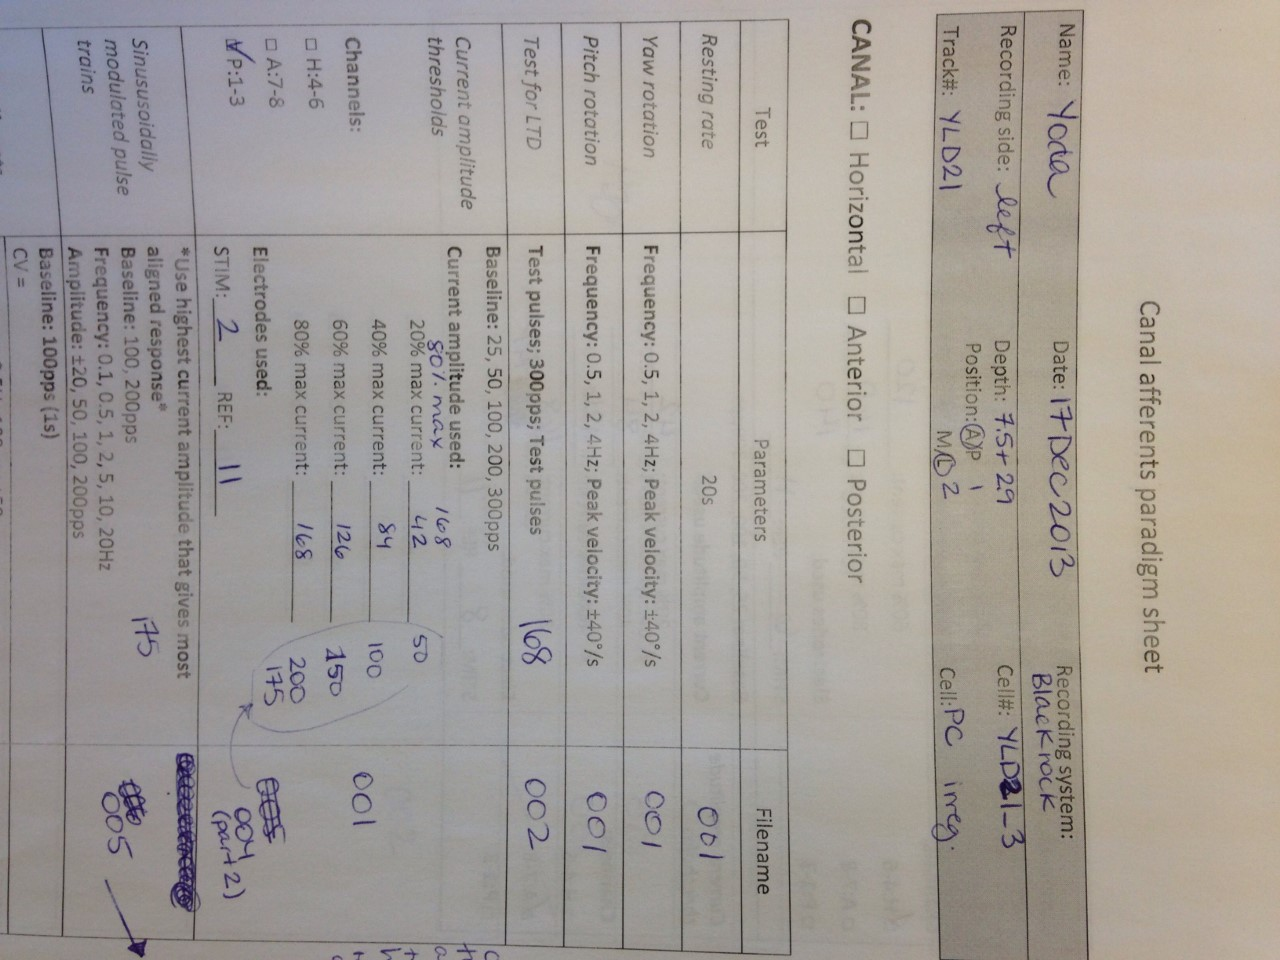 Canal afferents paradigm sheet
Name: Yoda Date: 17 Dec 2013 Recording system: Blackrock
Recording side: left Depth: 7.5+29 Cell#: YLD21_3
Track#: YLD21 Position: A/P 1 M/L 2 Cell: PC irreg.
CANAL: ☐ Horizontal ☐ Anterior ☐ Posterior
Test Parameters Filename
Resting rate 20s 001
Yaw rotation Frequency: 0.5, 1, 2, 4Hz; Peak velocity: ±40°/s 001
Pitch rotation Frequency: 0.5, 1, 2, 4Hz; Peak velocity: ±40°/s 001
Test for LTD Test pulses; 300pps; Test pulses 168 002
Current amplitude thresholds
Channels:
☐ H:4-6
☐ A:7-8
☑ P:1-3
Baseline: 25, 50, 100, 200, 300pps
Current amplitude used: 168
80% max
20% max current: 42 50
40% max current: 84 100
60% max current: 126 150
80% max current: 168 200
175
Electrodes used:
STIM: 2 REF: 11
001
004
(part 2)
Sinususoidally modulated pulse trains
*Use highest current amplitude that gives most
aligned response*
Baseline: 100, 200pps 175
Frequency: 0.1, 0.5, 1, 2, 5, 10, 20Hz
Amplitude: ±20, 50, 100, 200pps
005
Baseline: 100pps (1s)
CV =